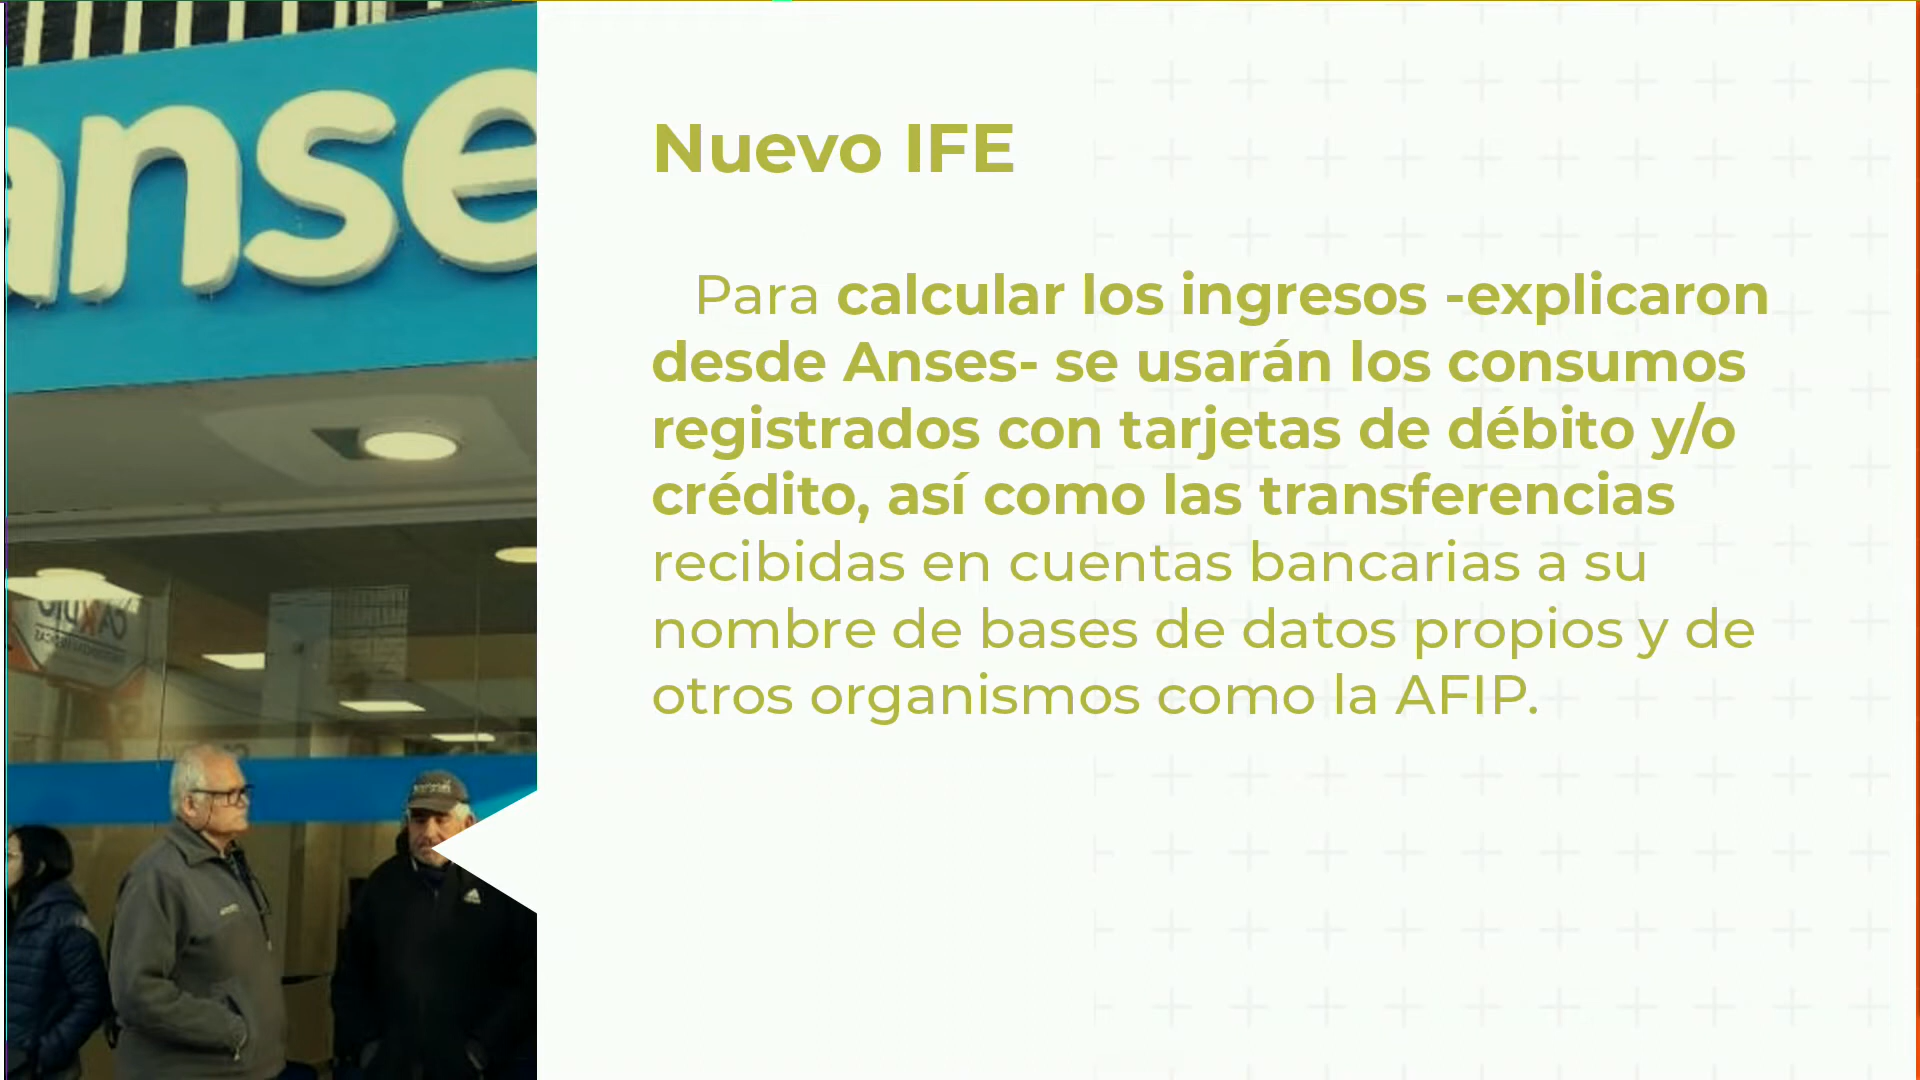 anse
Nuevo IFE
Para calcular los ingresos -explicaron
desde Anses- se usarán los consumos
registrados con tarjetas de débito y/o
crédito, así como las transferencias
recibidas en cuentas bancarias a su
nombre de bases de datos propios y de
otros organismos como la AFIP.